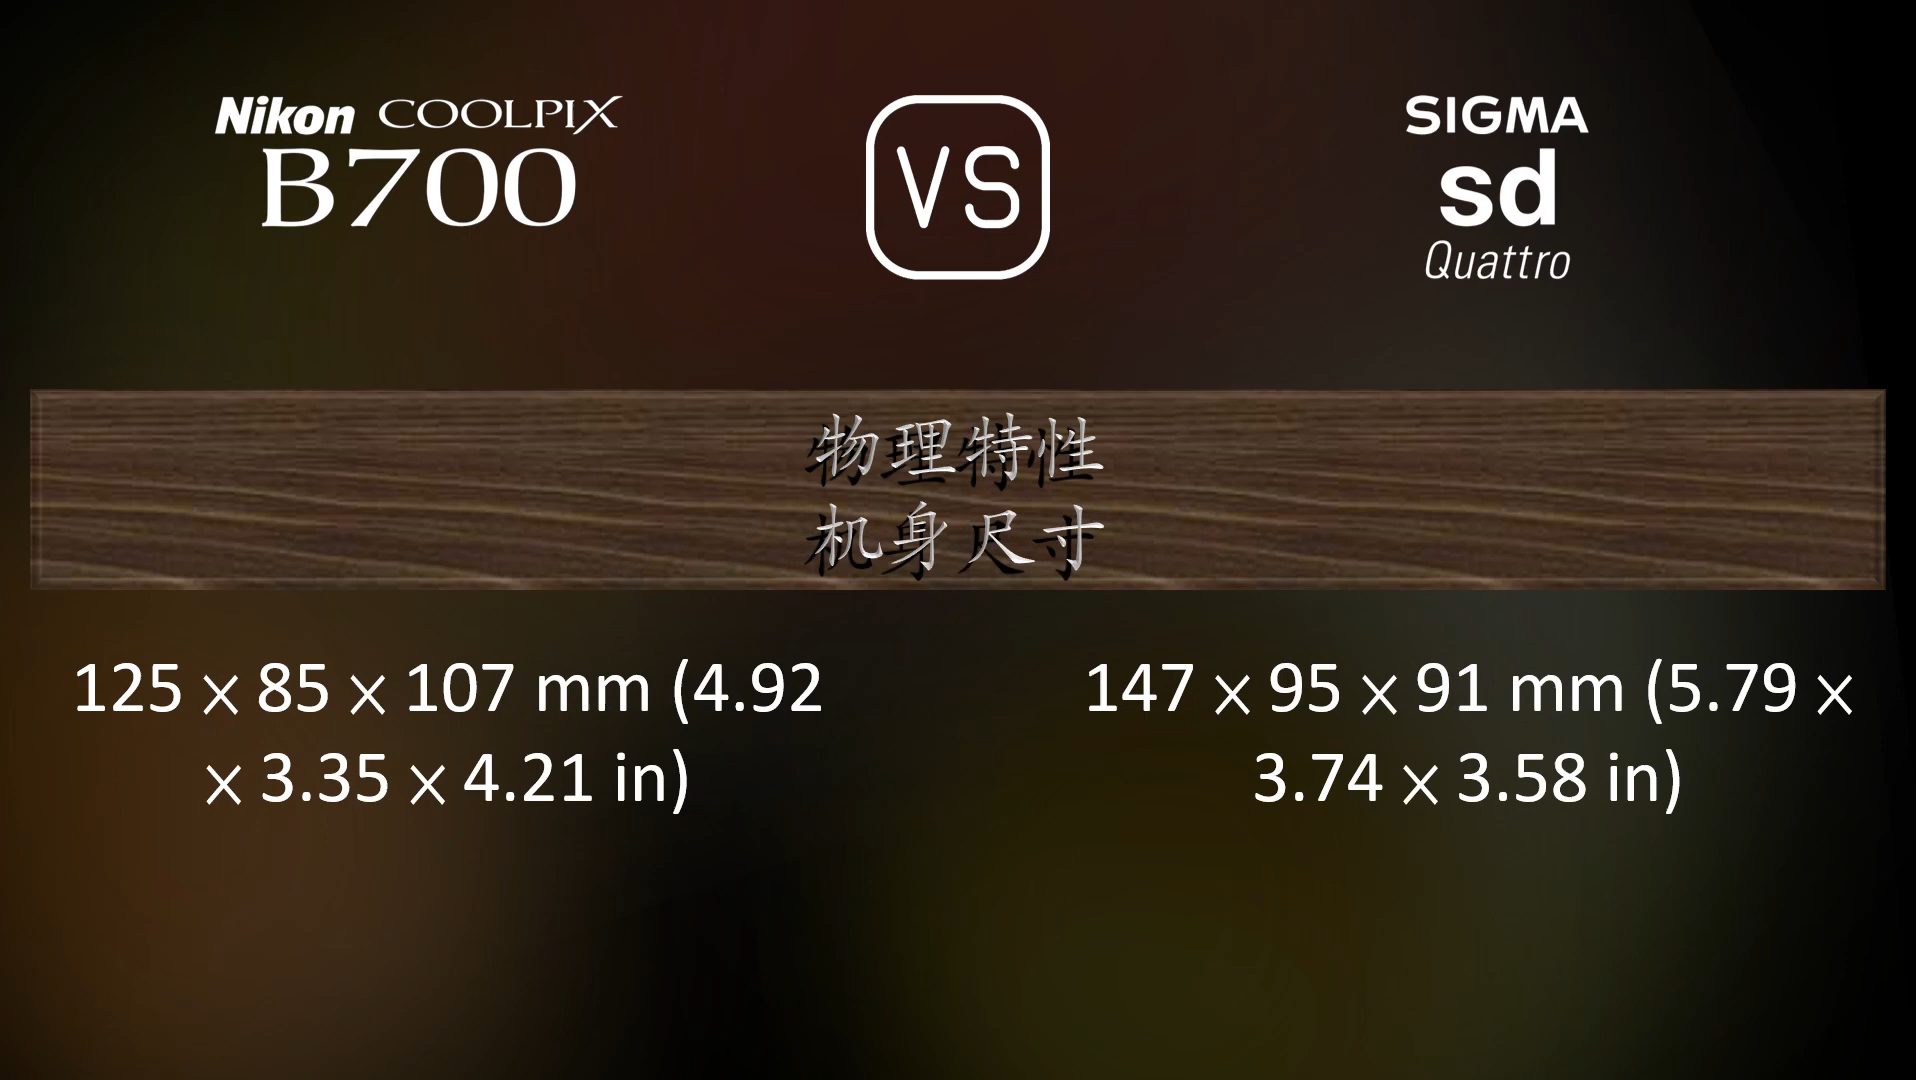 Nikon COOLPIX
B700
VS
SIGMA
sd
Quattro
物理特性
机身尺寸
125 x 85 x 107 mm (4.92
x 3.35 x 4.21 in)
147 x 95 x 91 mm (5.79 x
3.74 x 3.58 in)